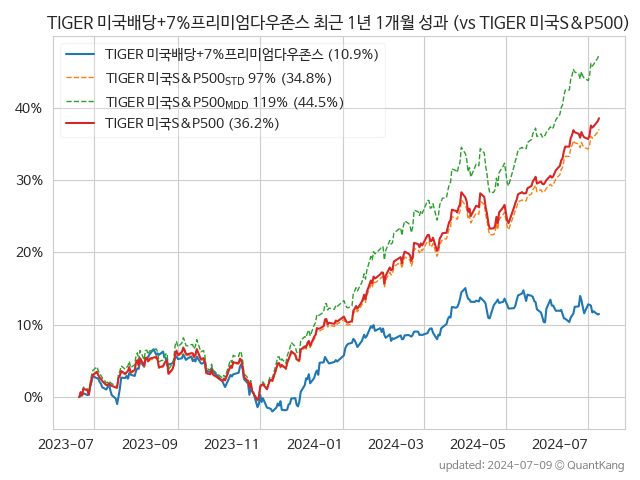 TIGER 미국배당+7%프리미엄다우존스 최근 1년 1개월 성과 (vs TIGER 미국S&P500)
TIGER 미국배당+7%프리미엄다우존스 (10.9%)
TIGER 미국S&P500STD 97% (34.8%)
TIGER 미국S&P500MDD 119% (44.5%)
TIGER 미국S&P500 (36.2%)
40%
30%
20%
10%
0%
2023-07 2023-09 2023-11 2024-01 2024-03 2024-05 2024-07
updated: 2024-07-09 © QuantKang